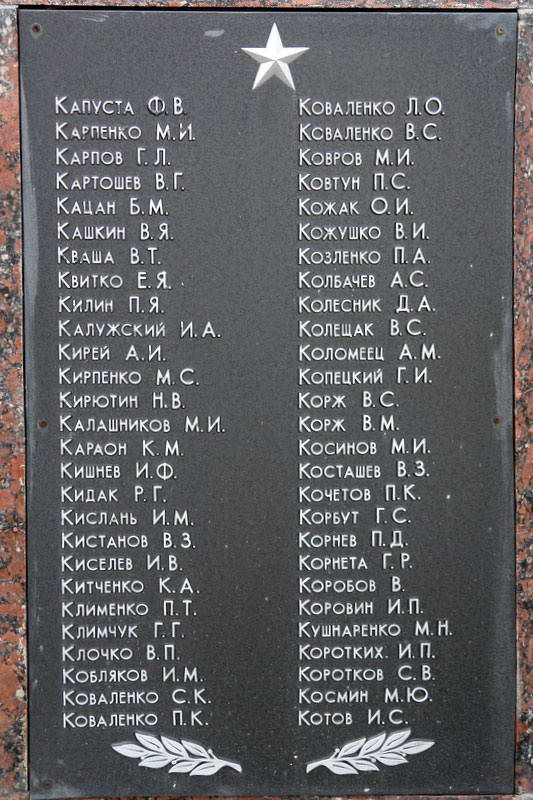 Капуста Ф.В.
Карпенко М.И.
Карпов Г.Л.
Картошев В.Г.
Кацан Б.М.
Кашкин В.Я.
Кваша В.Т.
Квитко Е.Я.
Килин П.Я.
Калужский И.А.
Кирей А.И.
Кирпенко М.С.
Кирютин Н.В.
Калашников М.И.
Караон К.М.
Кишнев И.Ф.
Кидак Р.Г.
Кислань И.М.
Кистанов В.З.
Киселев И.В.
Китченко К.А.
Клименко П.Т.
Климчук Г.Г.
Клочко В.П.
Кобляков И.М.
Коваленко С.К.
Коваленко П.К.
Коваленко Л.О.
Коваленко В.С.
Ковров М.И.
Ковтун П.С.
Кожак О.И.
Кожушко В.И.
Козленко П.А.
Колбачев А.С.
Колесник Д.А.
Колещак В.С.
Коломеец А.М.
Копецкий Г.И.
Корж В.С.
Корж В.М.
Косинов М.И.
Косташев В.З.
Кочетов П.К.
Корбут Г.С.
Корнев П.Д.
Корнета Г.Р.
Коробов В.
Коровин И.П.
Кушнаренко М.Н.
Коротких. И.П.
Коротков С.В.
Космин М.Ю.
Котов И.С.